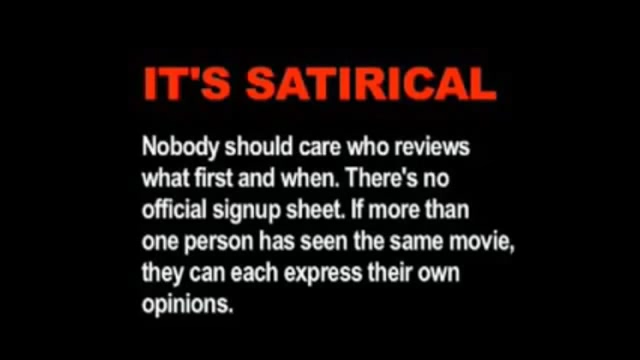 IT'S SATIRICAL
Nobody should care who reviews
what first and when. There's no
official signup sheet. If more than
one person has seen the same movie,
they can each express their own
opinions.